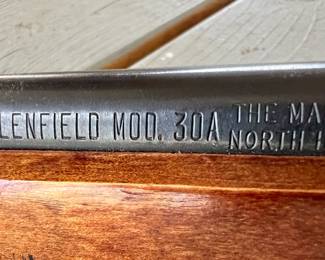 LENFIELD MOD. 30A THE MA
NORTH